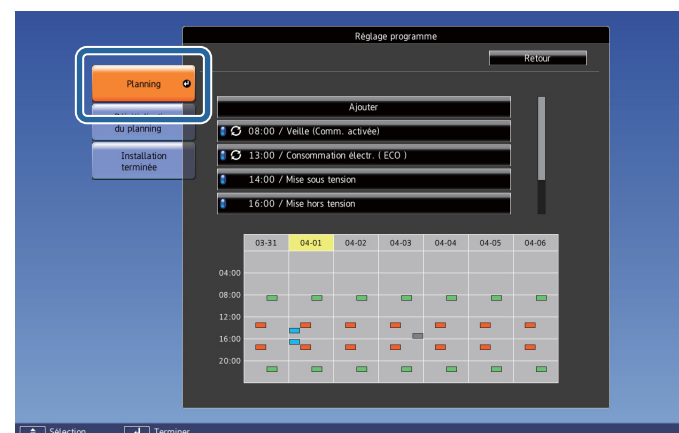 Réglage programme
Retour
Planning
du planning
Installation
terminée
Ajouter
08:00 / Veille (Comm. activée)
13:00 / Consommation électr. ( ECO )
14:00 / Mise sous tension
16:00 / Mise hors tension
03-31 04-01 04-02 04-03 04-04 04-05 04-06
04:00
08:00
12:00
16:00
20:00
Sélection Terminer